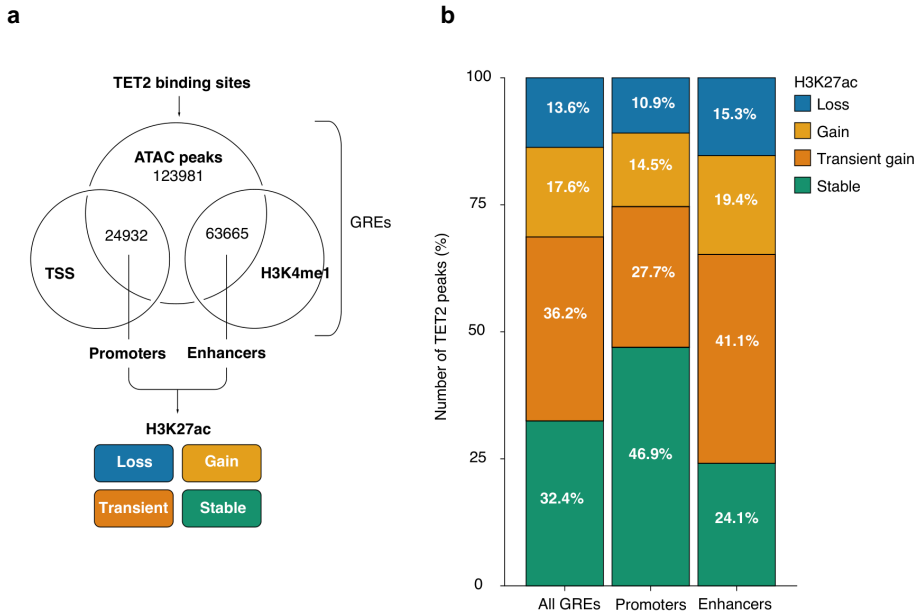 a
TET2 binding sites
ATAC peaks
123981
GREs
24932
63665
TSS
H3K4me1
Promoters
Enhancers
H3K27ac
Loss
Gain
Transient
Stable
b
Number of TET2 peaks (%)
100
75
50
25
0
13.6%
17.6%
36.2%
32.4%
10.9%
14.5%
27.7%
46.9%
15.3%
19.4%
41.1%
24.1%
All GREs
Promoters
Enhancers
H3K27ac
Loss
Gain
Transient gain
Stable